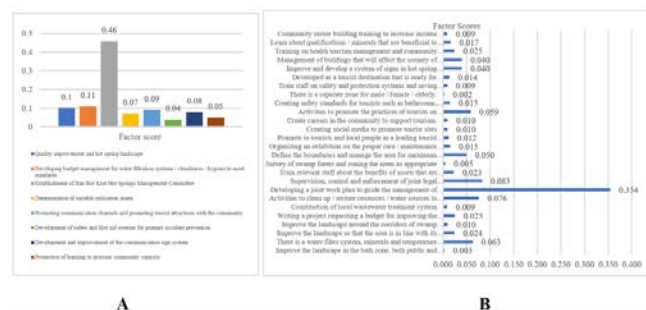 0.5
0.4
0.3
0.2
0.1
0
0.1
0.11
0.46
0.07
0.09
0.04
0.08
0.05
Factor score
Quality improvement and hot spring landscape
Developing budget management for water filtration systems / cleanliness / hygiene to meet standards
Establishment of Hot Springs Management Committee
Determination of suitable utilization zones
Promoting communication channels and promoting tourist attractions with the community
Development of safety and first aid systems for tourism accident prevention
Development and improvement of the communication sign system
Promotion of learning to increase community capacity
A
Factor Scores
Community career building training to increase income 0.009
Learn about qualifications / minerals that are beneficial to... 0.017
Training on health tourism management and community... 0.025
Management of buildings that will affect the scenery of... 0.040
Improve and develop a system of signs in hot spring 0.040
Developed as a tourist destination that is ready for... 0.014
Train staff on safety and protection systems and saving... 0.009
There is a separate zone for male / female / elderly. 0.002
Creating safety standards for tourists such as bathrooms... 0.015
Activities to promote the practices of tourists on... 0.059
Create careers in the community to support tourism. 0.010
Creating social media to promote tourist sites 0.010
Promote to tourists and local people as a leading tourist... 0.012
Organizing an exhibition on the proper care / maintenance... 0.015
Define the boundaries and manage the area for maximum... 0.050
Survey of swamp forest and zoning the area as appropriate 0.005
Train relevant staff about the benefits of assets that are... 0.023
Supervision, control and enforcement of joint legal... 0.083
Developing a joint work plan to guide the management of... 0.354
Activities to clean up / restore resources / water sources to... 0.076
Construction of local wastewater treatment system 0.009
Writing a project requesting a budget for improving the... 0.025
Improve the landscape around the corridors of swamp 0.010
Improve the landscape so that the area is in line with its... 0.024
There is a water filter system, minerals and temperature... 0.063
Improve the landscape in the bath zone, both public and... 0.003
0.000 0.050 0.100 0.150 0.200 0.250 0.300 0.350 0.400
B